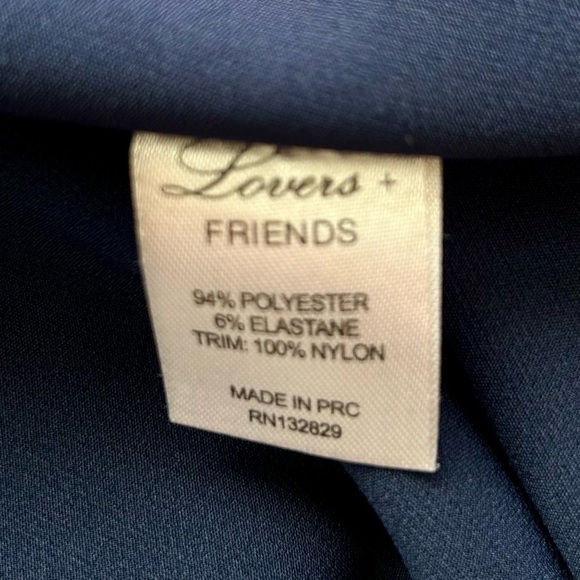 Lovers +
FRIENDS
94% POLYESTER
6% ELASTANE
TRIM: 100% NYLON
MADE IN PRC
RN132829